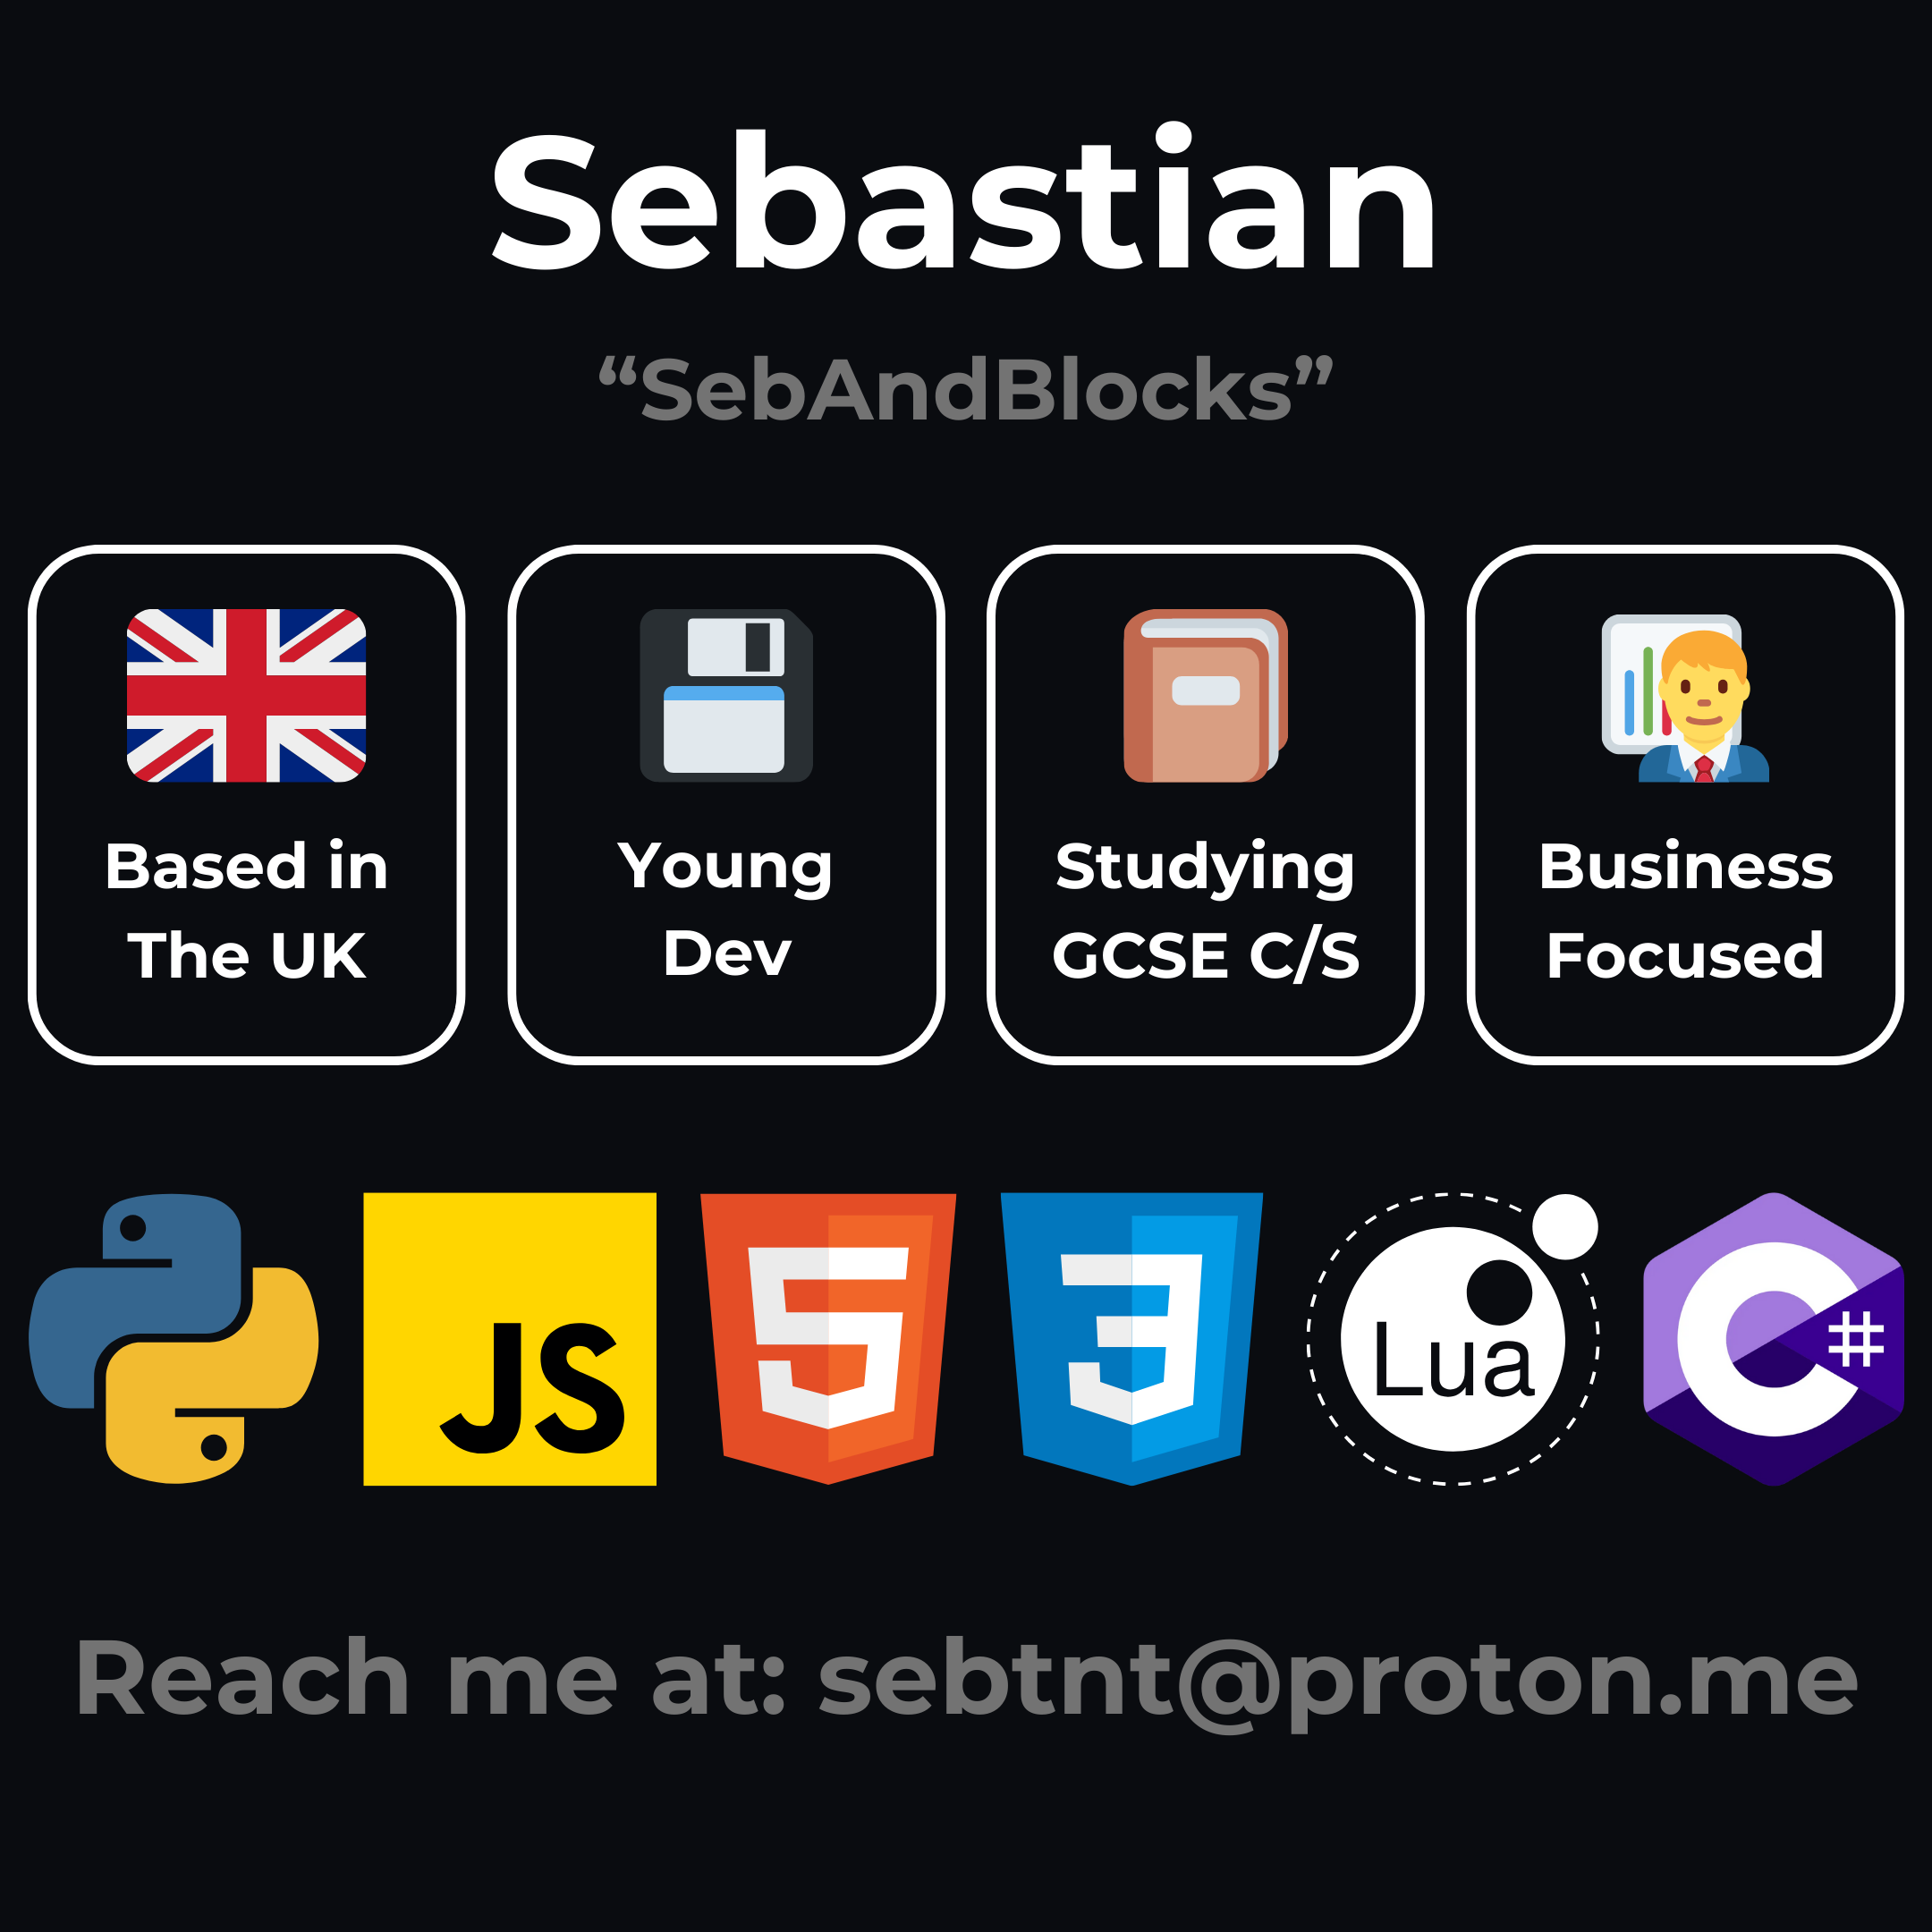 Sebastian
“SebAndBlocks”
Based in
The UK
Young
Dev
Studying
GCSE C/S
Business
Focused
JS
Lua
C#
Reach me at: sebtnt@proton.me